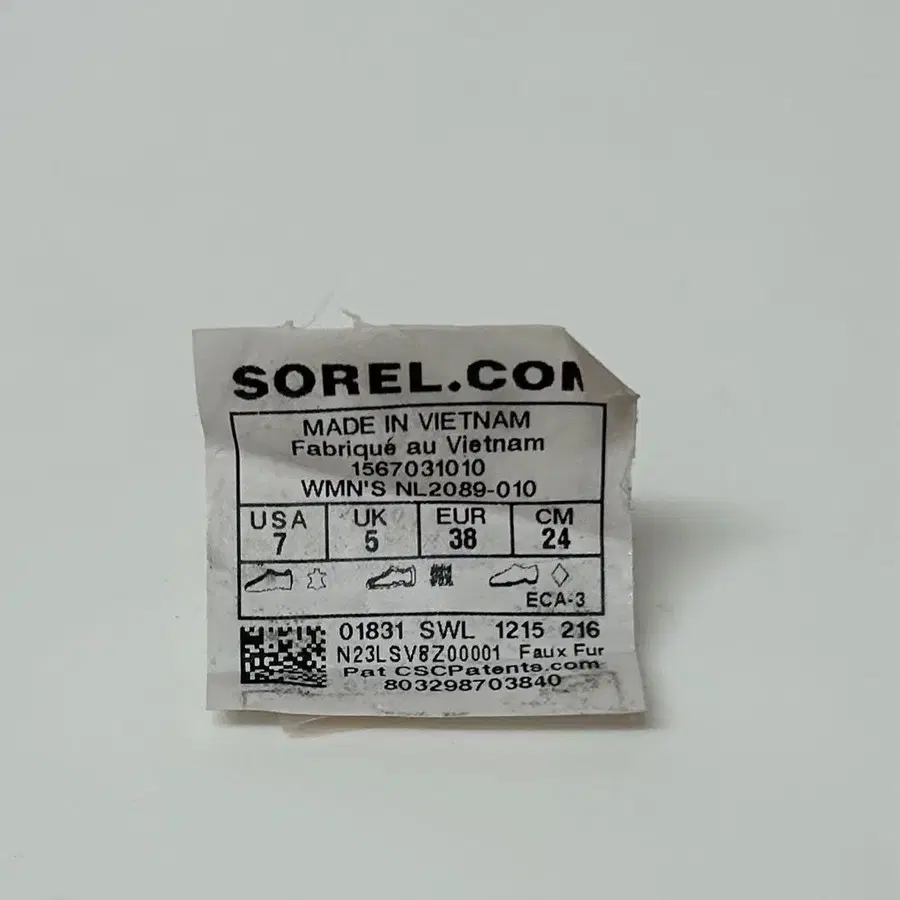 SOREL.COM
MADE IN VIETNAM
Fabriqué au Vietnam
1567031010
WMN'S NL2089-010
USA UK EUR CM
7 5 38 24
ECA-3
01831 SWL 1215 216
N23LSV8Z00001 Faux Fur
Pat CSCPatents.com
803298703840